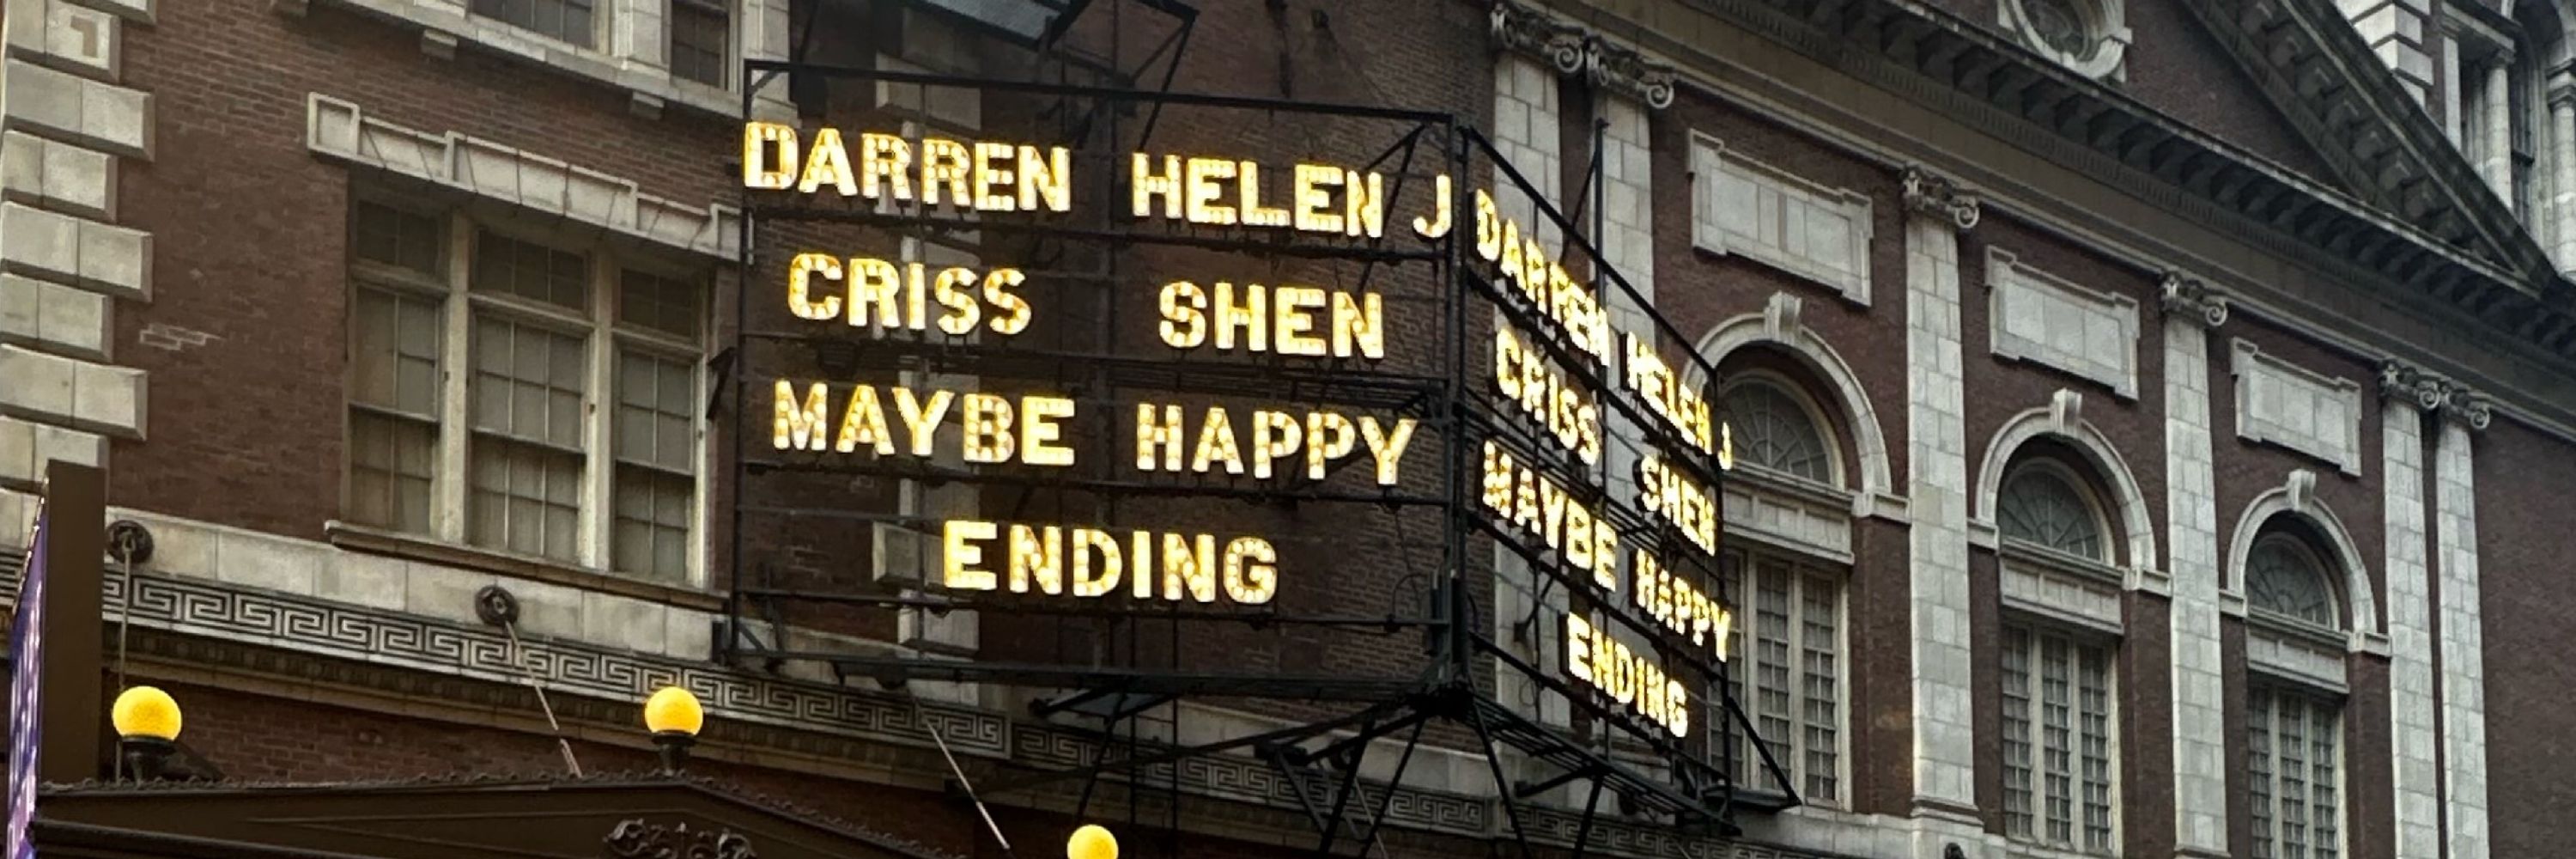 DARREN HELEN J
CRISS SHEN
MAYBE HAPPY
ENDING
DARREN HELEN J
CRISS SHEN
MAYBE HAPPY
ENDING